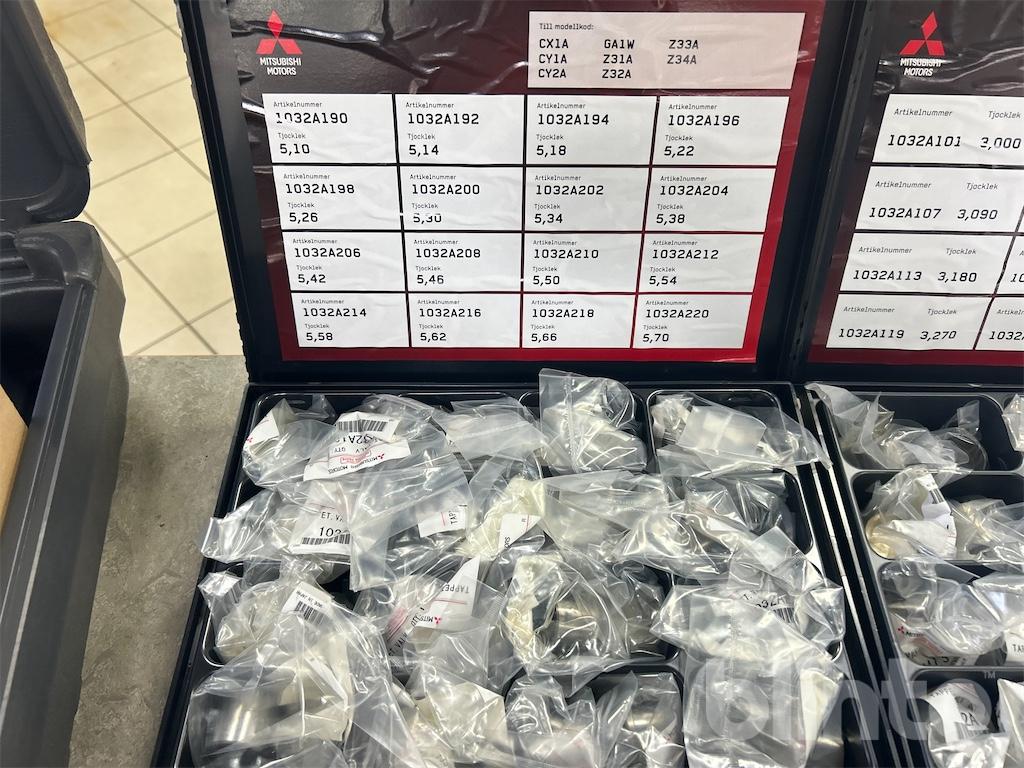 MITSUBISHI
MOTORS
Till modellkod:
CX1A GA1W Z33A
CY1A Z31A Z34A
CY2A Z32A
Artikelnummer Artikelnummer Artikelnummer Artikelnummer
1032A190 1032A192 1032A194 1032A196
Tjocklek Tjocklek Tjocklek Tjocklek
5,10 5,14 5,18 5,22
Artikelnummer Artikelnummer Artikelnummer Artikelnummer
1032A198 1032A200 1032A202 1032A204
Tjocklek Tjocklek Tjocklek Tjocklek
5,26 5,30 5,34 5,38
Artikelnummer Artikelnummer Artikelnummer Artikelnummer
1032A206 1032A208 1032A210 1032A212
Tjocklek Tjocklek Tjocklek Tjocklek
5,42 5,46 5,50 5,54
Artikelnummer Artikelnummer Artikelnummer Artikelnummer
1032A214 1032A216 1032A218 1032A220
Tjocklek Tjocklek Tjocklek Tjocklek
5,58 5,62 5,66 5,70
MITSUBISHI
MOTORS
Artikelnummer Tjocklek
1032A101 3,000
Artikelnummer Tjocklek
1032A107 3,090
Artikelnummer Tjocklek
1032A113 3,180
Artikelnummer Tjocklek
1032A119 3,270
MOTORS
QTY
TAPPET
blinto